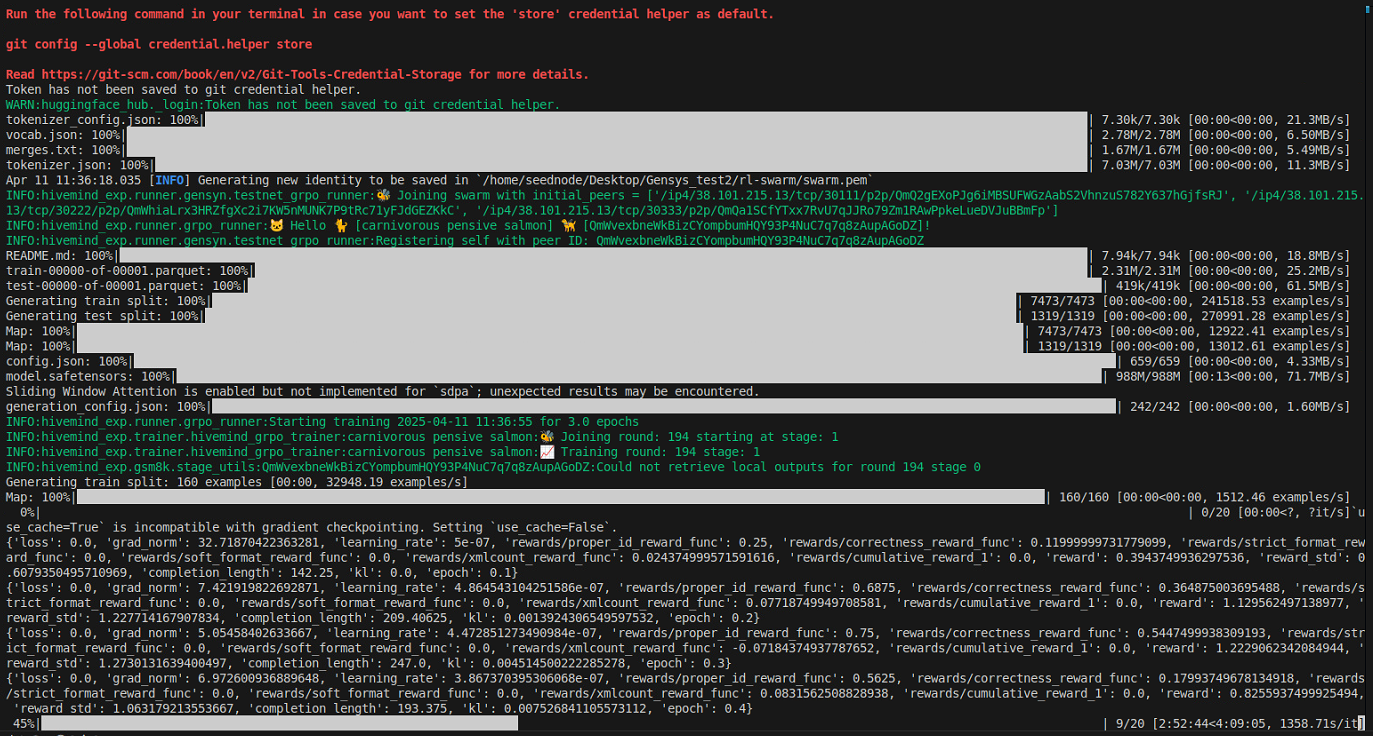 Run the following command in your terminal in case you want to set the 'store' credential helper as default.
git config --global credential.helper store
Read https://git-scm.com/book/en/v2/Git-Tools-Credential-Storage for more details.
Token has not been saved to git credential helper.
WARN:huggingface_hub._login:Token has not been saved to git credential helper.
tokenizer_config.json: 100%| | 7.30k/7.30k [00:00<00:00, 21.3MB/s]
vocab.json: 100%| | 2.78M/2.78M [00:00<00:00, 6.50MB/s]
merges.txt: 100%| | 1.67M/1.67M [00:00<00:00, 5.49MB/s]
tokenizer.json: 100%| | 7.03M/7.03M [00:00<00:00, 11.3MB/s]
Apr 11 11:36:18.035 [INFO] Generating new identity to be saved in `/home/seednode/Desktop/Gensys_test2/rl-swarm/swarm.pem`
INFO:hivemind_exp.runner.gensyn.testnet_grpo_runner:🐝 Joining swarm with initial_peers = ['/ip4/38.101.215.13/tcp/30111/p2p/QmQ2gEXoPJg6iMBSUFWGzAabS2VhnzuS782Y637hGjfsRJ', '/ip4/38.101.215.
13/tcp/30222/p2p/QmWhiaLrx3HRZfgXc2i7KW5nMUNK7P9tRc71yFJdGEZKkC', '/ip4/38.101.215.13/tcp/30333/p2p/QmQa1SCfYTxx7RvU7qJJRo79Zm1RAwPpkeLueDVJuBBmFp']
INFO:hivemind_exp.runner.grpo_runner:🐱 Hello 🐈 [carnivorous pensive salmon] 🦮 [QmWvexbneWkBizCYompbumHQY93P4NuC7q7q8zAupAGoDZ]!
INFO:hivemind_exp.runner.gensyn.testnet_grpo_runner:Registering self with peer ID: QmWvexbneWkBizCYompbumHQY93P4NuC7q7q8zAupAGoDZ
README.md: 100%| | 7.94k/7.94k [00:00<00:00, 18.8MB/s]
train-00000-of-00001.parquet: 100%| | 2.31M/2.31M [00:00<00:00, 25.2MB/s]
test-00000-of-00001.parquet: 100%| | 419k/419k [00:00<00:00, 61.5MB/s]
Generating train split: 100%| | 7473/7473 [00:00<00:00, 241518.53 examples/s]
Generating test split: 100%| | 1319/1319 [00:00<00:00, 270991.28 examples/s]
Map: 100%| | 7473/7473 [00:00<00:00, 12922.41 examples/s]
Map: 100%| | 1319/1319 [00:00<00:00, 13012.61 examples/s]
config.json: 100%| | 659/659 [00:00<00:00, 4.33MB/s]
model.safetensors: 100%| | 988M/988M [00:13<00:00, 71.7MB/s]
Sliding Window Attention is enabled but not implemented for `sdpa`; unexpected results may be encountered.
generation_config.json: 100%| | 242/242 [00:00<00:00, 1.60MB/s]
INFO:hivemind_exp.runner.grpo_runner:Starting training 2025-04-11 11:36:55 for 3.0 epochs
INFO:hivemind_exp.trainer.hivemind_grpo_trainer:carnivorous pensive salmon:🐝 Joining round: 194 starting at stage: 1
INFO:hivemind_exp.trainer.hivemind_grpo_trainer:carnivorous pensive salmon:📈 Training round: 194 stage: 1
INFO:hivemind_exp.gsm8k.stage_utils:QmWvexbneWkBizCYompbumHQY93P4NuC7q7q8zAupAGoDZ:Could not retrieve local outputs for round 194 stage 0
Generating train split: 160 examples [00:00, 32948.19 examples/s]
Map: 100%| | 160/160 [00:00<00:00, 1512.46 examples/s]
0%| | 0/20 [00:00<?, ?it/s]`u
se_cache=True` is incompatible with gradient checkpointing. Setting `use_cache=False`.
{'loss': 0.0, 'grad_norm': 32.71870422363281, 'learning_rate': 5e-07, 'rewards/proper_id_reward_func': 0.25, 'rewards/correctness_reward_func': 0.11999999731779099, 'rewards/strict_format_rew
ard_func': 0.0, 'rewards/soft_format_reward_func': 0.0, 'rewards/xmlcount_reward_func': 0.024374999571591616, 'rewards/cumulative_reward_1': 0.0, 'reward': 0.3943749936297536, 'reward_std': 0
.6079350495710969, 'completion_length': 142.25, 'kl': 0.0, 'epoch': 0.1}
{'loss': 0.0, 'grad_norm': 7.421919822692871, 'learning_rate': 4.864543104251586e-07, 'rewards/proper_id_reward_func': 0.6875, 'rewards/correctness_reward_func': 0.364875003695488, 'rewards/s
trict_format_reward_func': 0.0, 'rewards/soft_format_reward_func': 0.0, 'rewards/xmlcount_reward_func': 0.07718749949708581, 'rewards/cumulative_reward_1': 0.0, 'reward': 1.129562497138977, '
reward_std': 1.227714167907834, 'completion_length': 209.40625, 'kl': 0.0013924306549597532, 'epoch': 0.2}
{'loss': 0.0, 'grad_norm': 5.05458402633667, 'learning_rate': 4.472851273490984e-07, 'rewards/proper_id_reward_func': 0.75, 'rewards/correctness_reward_func': 0.5447499938309193, 'rewards/str
ict_format_reward_func': 0.0, 'rewards/soft_format_reward_func': 0.0, 'rewards/xmlcount_reward_func': -0.07184374937787652, 'rewards/cumulative_reward_1': 0.0, 'reward': 1.2229062342084944, '
reward_std': 1.2730131639400497, 'completion_length': 247.0, 'kl': 0.004514500222285278, 'epoch': 0.3}
{'loss': 0.0, 'grad_norm': 6.972600936889648, 'learning_rate': 3.867370395306068e-07, 'rewards/proper_id_reward_func': 0.5625, 'rewards/correctness_reward_func': 0.17993749678134918, 'rewards
/strict_format_reward_func': 0.0, 'rewards/soft_format_reward_func': 0.0, 'rewards/xmlcount_reward_func': 0.0831562508828938, 'rewards/cumulative_reward_1': 0.0, 'reward': 0.8255937499925494,
'reward_std': 1.063179213553667, 'completion_length': 193.375, 'kl': 0.007526841105573112, 'epoch': 0.4}
45%| | 9/20 [2:52:44<4:09:05, 1358.71s/it]